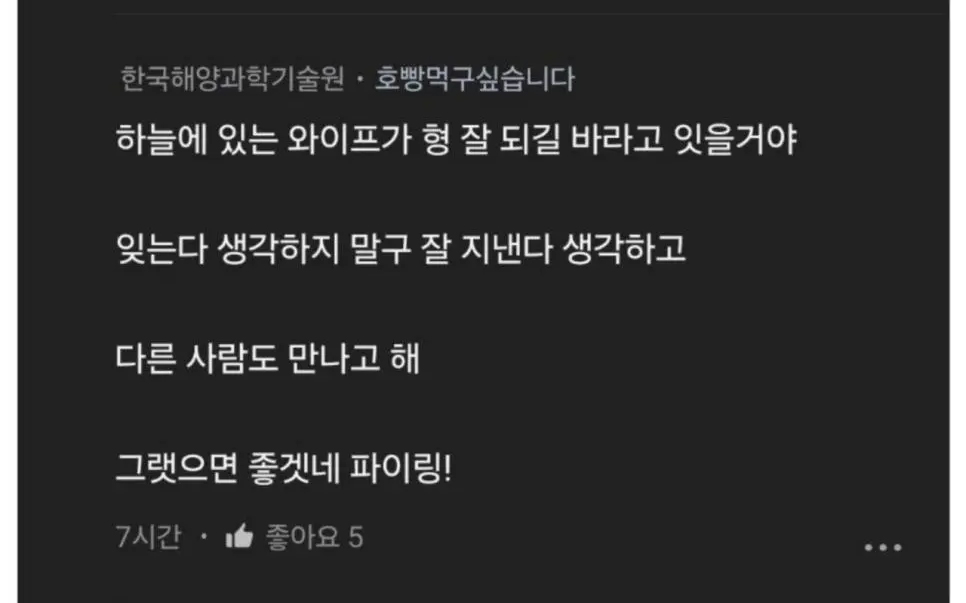 한국해양과학기술원 · 호빵먹구싶습니다
하늘에 있는 와이프가 형 잘 되길 바라고 잇을거야
잊는다 생각하지 말구 잘 지낸다 생각하고
다른 사람도 만나고 해
그랫으면 좋겟네 파이링!
7시간 · 좋아요 5